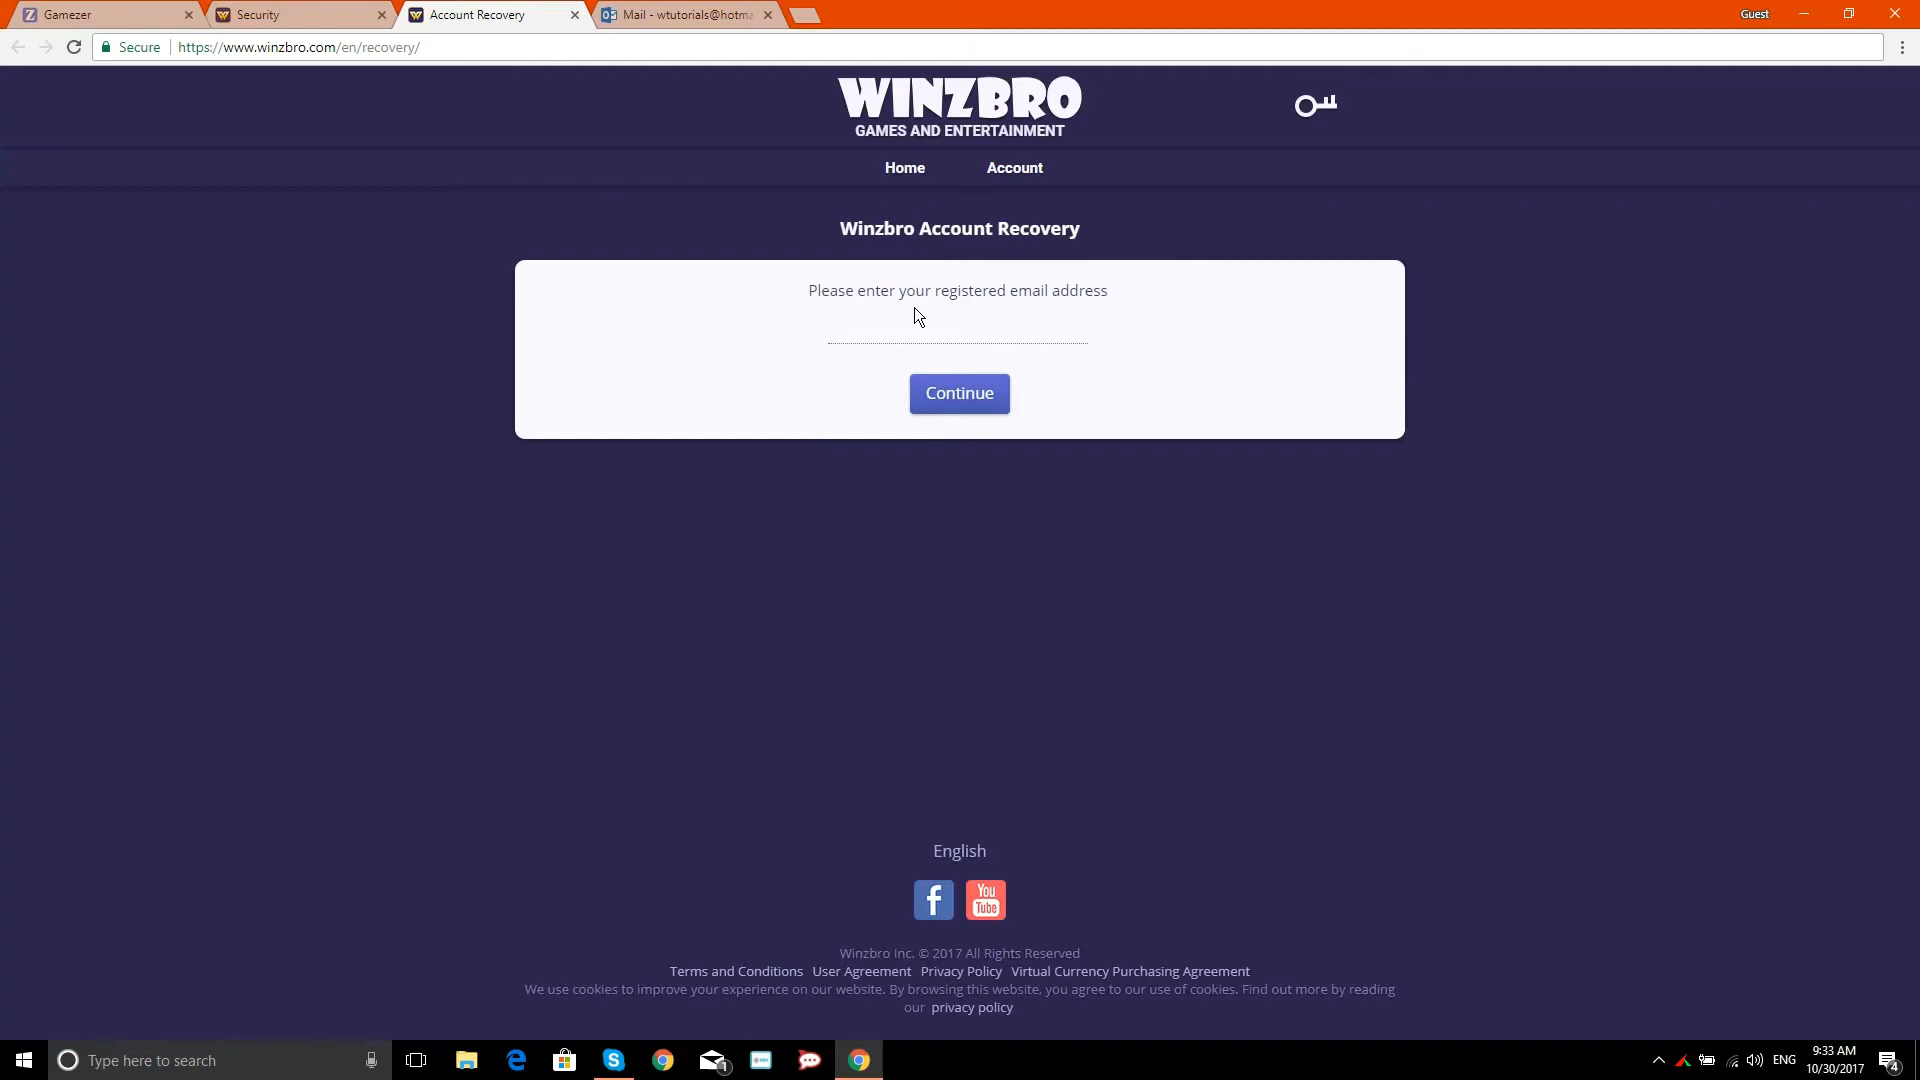 Gamezer
Security
Account Recovery
Mail - wtutorials@hotma
Guest
Secure
https://www.winzbro.com/en/recovery/
WINZBRO
GAMES AND ENTERTAINMENT
Home
Account
Winzbro Account Recovery
Please enter your registered email address
Continue
English
f
You
Tube
Winzbro Inc. © 2017 All Rights Reserved
Terms and Conditions User Agreement Privacy Policy Virtual Currency Purchasing Agreement
We use cookies to improve your experience on our website. By browsing this website, you agree to our use of cookies. Find out more by reading
our privacy policy
Type here to search
1
ENG
9:33 AM
10/30/2017
4